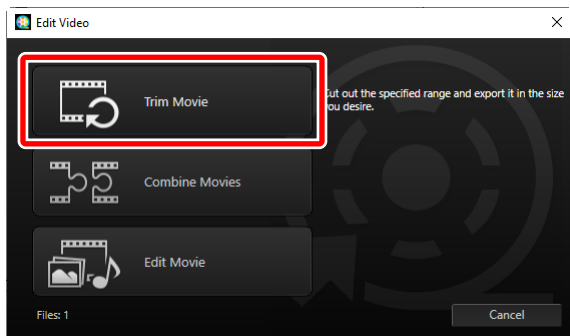 Edit Video
Trim Movie
Cut out the specified range and export it in the size
you desire.
Combine Movies
Edit Movie
Files: 1
Cancel